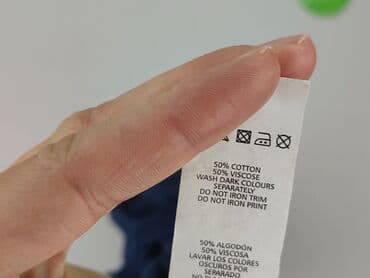 50% COTTON
50% VISCOSE
WASH DARK COLOURS
SEPARATELY
DO NOT IRON TRIM
DO NOT IRON PRINT
50% ALGODÓN
50% VISCOSA
LAVAR LOS COLORES
OSCUROS POR
SEPARADO